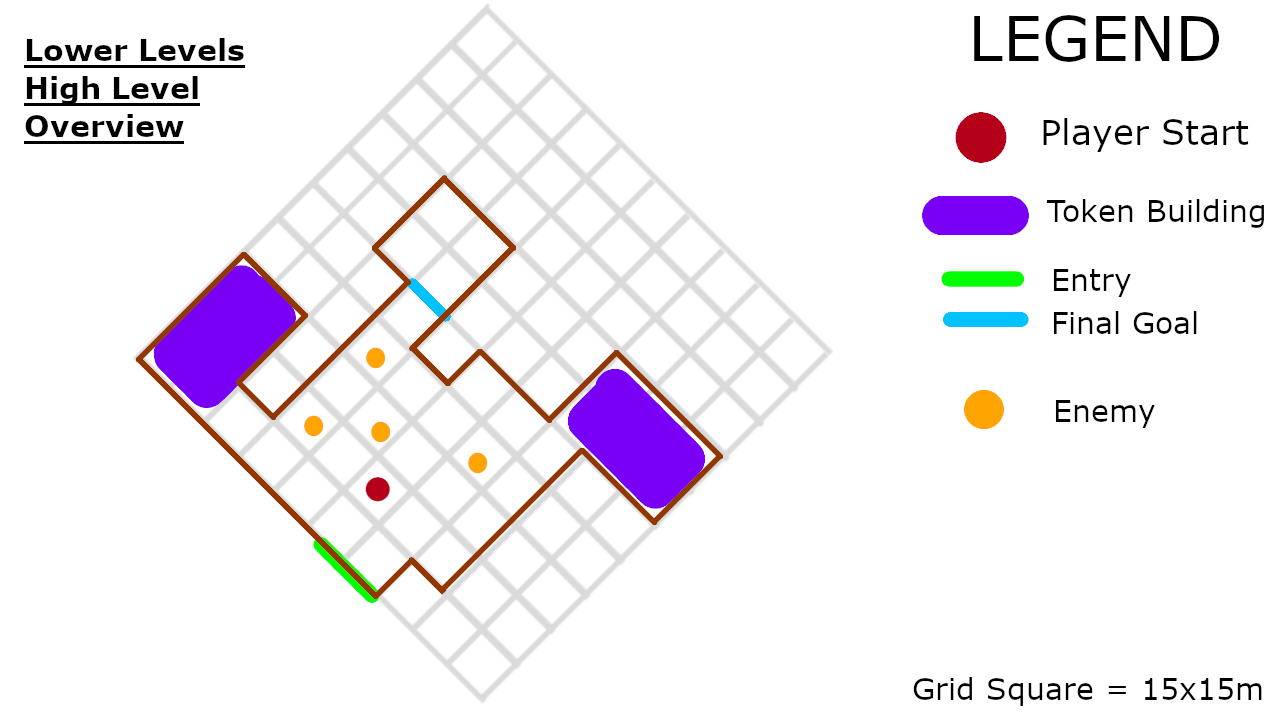 Lower Levels
High Level
Overview
LEGEND
Player Start
Token Building
Entry
Final Goal
Enemy
Grid Square = 15x15m